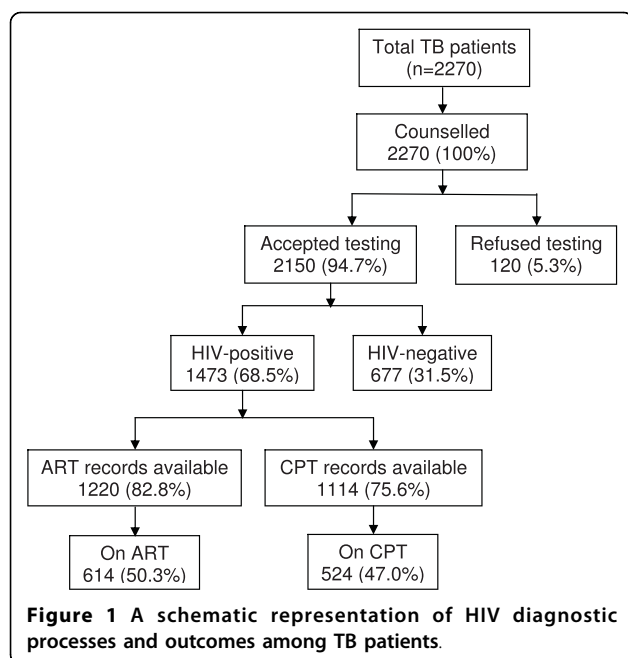 Total TB patients
(n=2270)
Counselled
2270 (100%)
Accepted testing
2150 (94.7%)
Refused testing
120 (5.3%)
HIV-positive
1473 (68.5%)
HIV-negative
677 (31.5%)
ART records available
1220 (82.8%)
CPT records available
1114 (75.6%)
On ART
614 (50.3%)
On CPT
524 (47.0%)
Figure 1 A schematic representation of HIV diagnostic
processes and outcomes among TB patients.